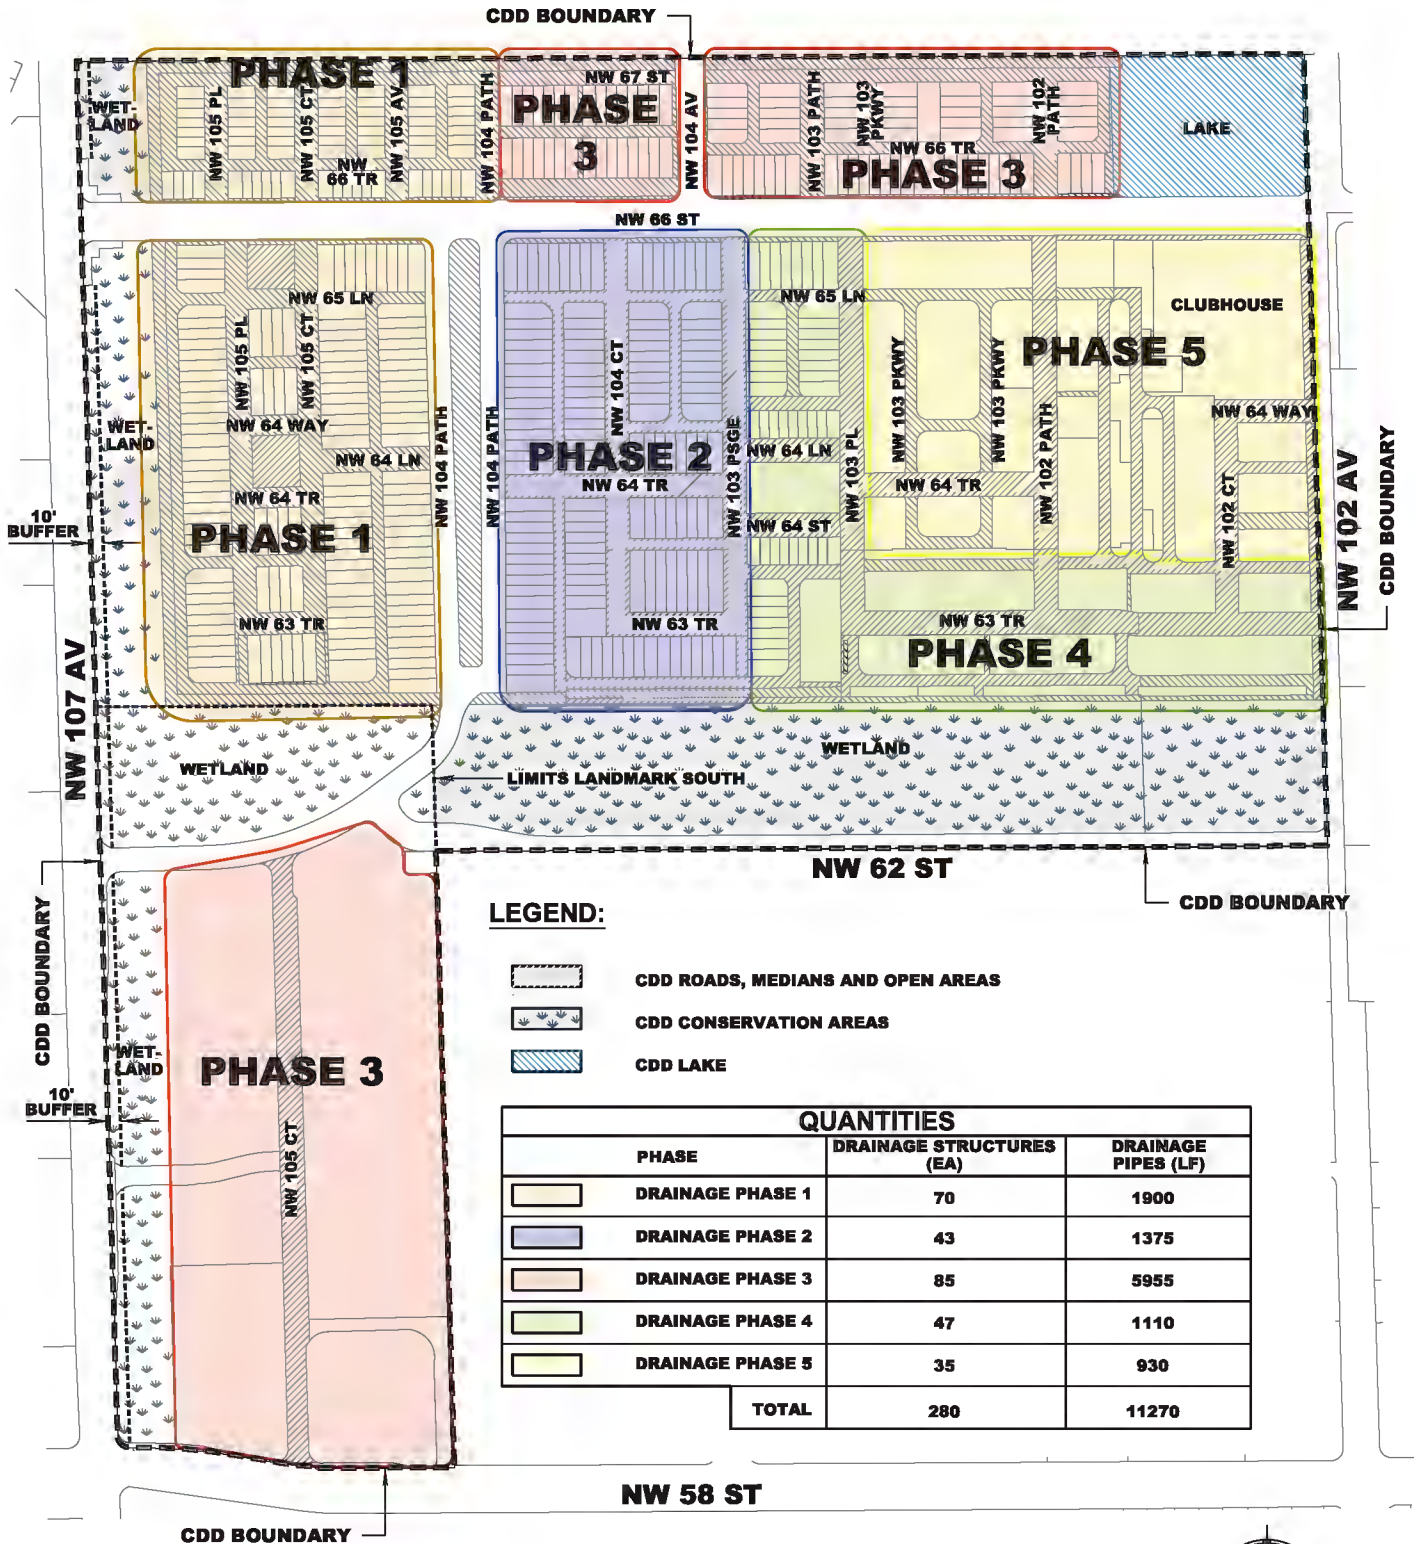 CDD BOUNDARY
PHASE 1
NW 67 ST
PHASE
3
WET-
LAND
NW 105 PL
NW 105 CT
NW 105 AV
NW 104 PATH
NW 104 AV
NW 103 PATH
NW 103
PKWY
NW 102
PATH
LAKE
NW
66 TR
NW 66 TR
PHASE 3
NW 66 ST
NW 65 LN
NW 65 LN
CLUBHOUSE
NW 105 PL
NW 105 CT
NW 104 CT
NW 103 PKWY
NW 103 PKWY
PHASE 5
WET-
LAND
NW 64 WAY
NW 64 WAY
NW 64 LN
NW 104 PATH
NW 104 PATH
PHASE 2
NW 103 PSGE
NW 64 LN
NW 103 PL
NW 102 PATH
NW 102 CT
NW 102 AV
CDD BOUNDARY
NW 64 TR
NW 64 TR
NW 64 TR
10'
BUFFER
PHASE 1
NW 64 ST
NW 63 TR
NW 63 TR
NW 63 TR
PHASE 4
NW 107 AV
WETLAND
WETLAND
LIMITS LANDMARK SOUTH
NW 62 ST
CDD BOUNDARY
CDD BOUNDARY
WET-
LAND
PHASE 3
10'
BUFFER
NW 105 CT
LEGEND:
CDD ROADS, MEDIANS AND OPEN AREAS
CDD CONSERVATION AREAS
CDD LAKE
QUANTITIES
PHASE DRAINAGE STRUCTURES (EA) DRAINAGE PIPES (LF)
DRAINAGE PHASE 1 70 1900
DRAINAGE PHASE 2 43 1375
DRAINAGE PHASE 3 85 5955
DRAINAGE PHASE 4 47 1110
DRAINAGE PHASE 5 35 930
TOTAL 280 11270
NW 58 ST
CDD BOUNDARY